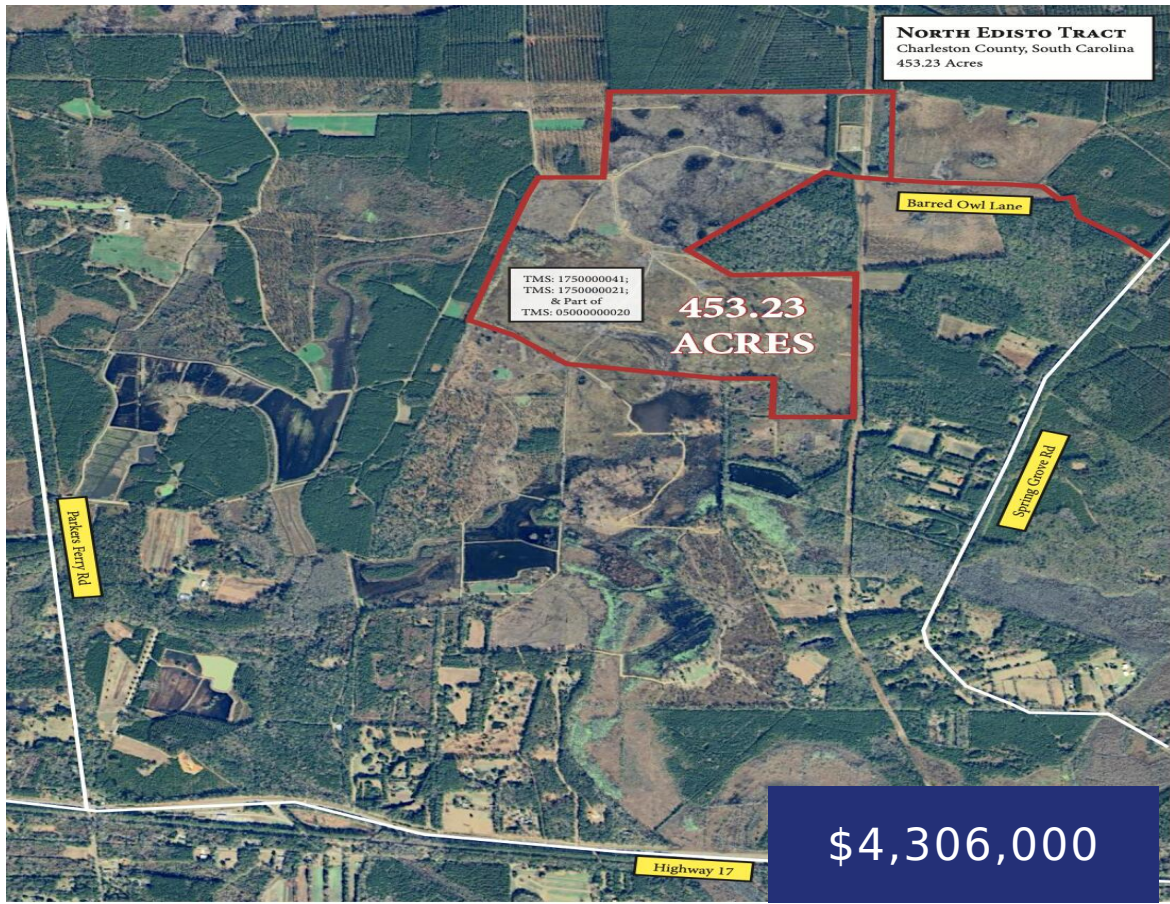 NORTH EDISTO TRACT
Charleston County, South Carolina
453.23 Acres
Barred Owl Lane
TMS: 1750000041;
TMS: 1750000021;
& Part of
TMS: 05000000020
453.23
ACRES
Spring Grove Rd
Parkers Ferry Rd
Highway 17
$4,306,000